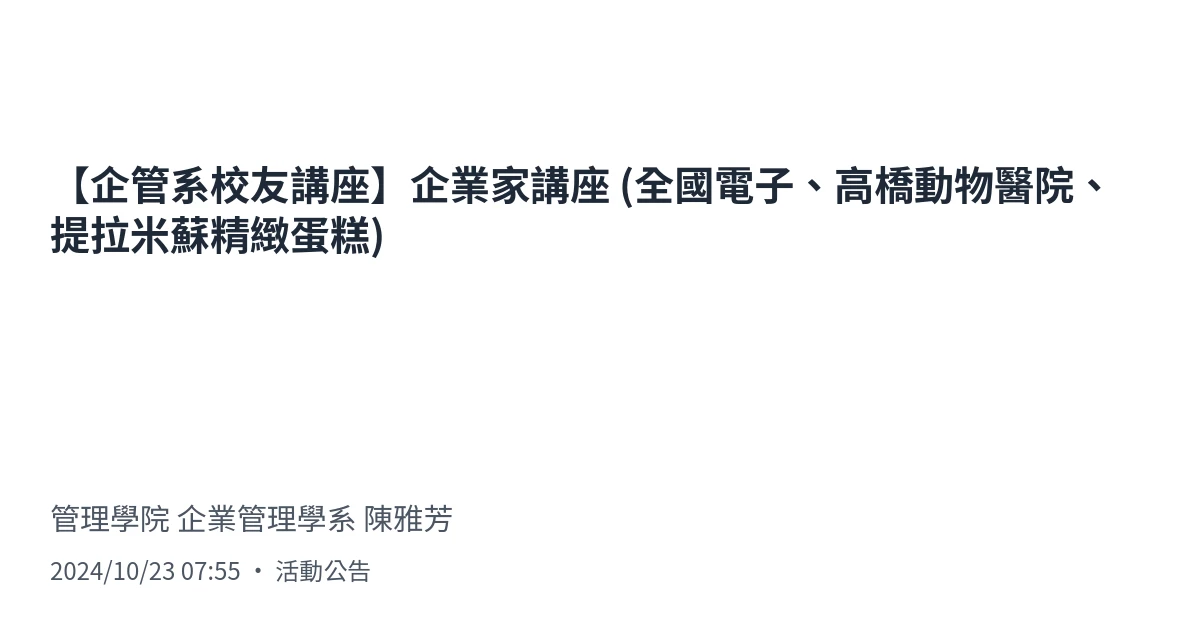 【企管系校友講座】企業家講座 (全國電子、高橋動物醫院、
提拉米蘇精緻蛋糕)
管理學院 企業管理學系 陳雅芳
2024/10/23 07:55 • 活動公告